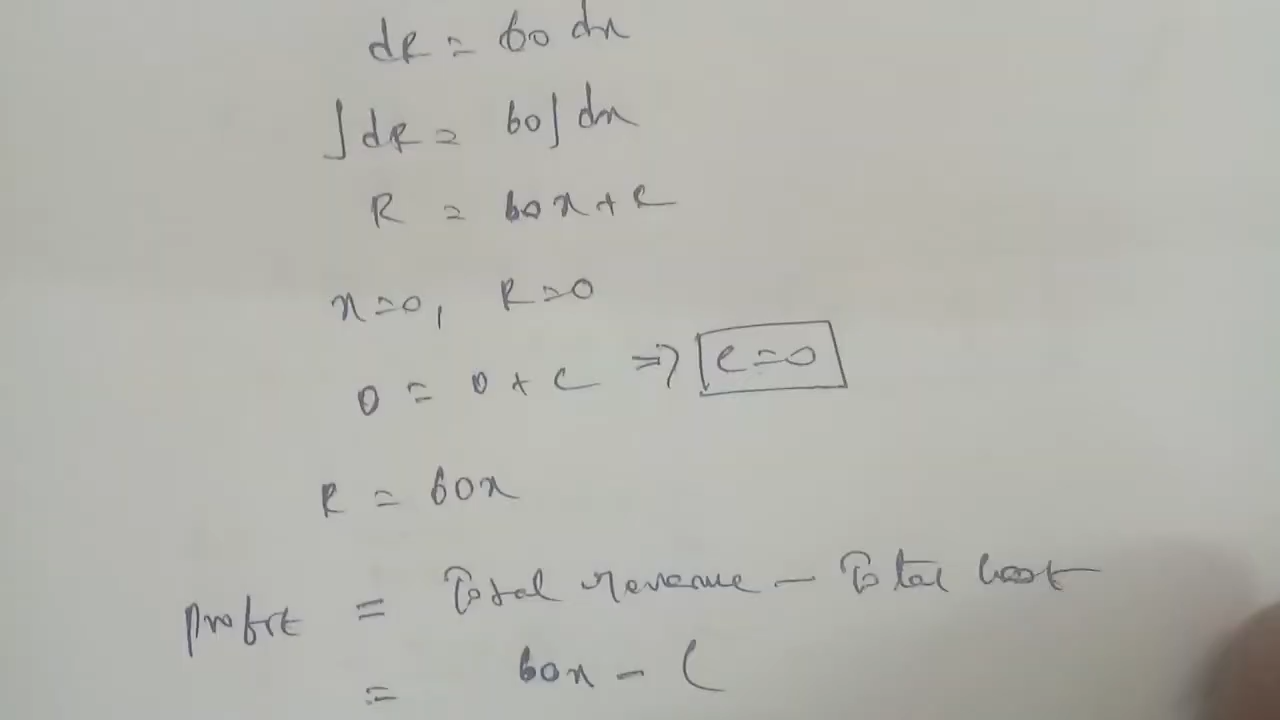 dR = 60 dx
∫dR = 60∫dx
R = 60x + c
x=0, R=0
0 = 0 + c => c=0
R = 60x
profit = Total revenue - Total cost
= 60x - (